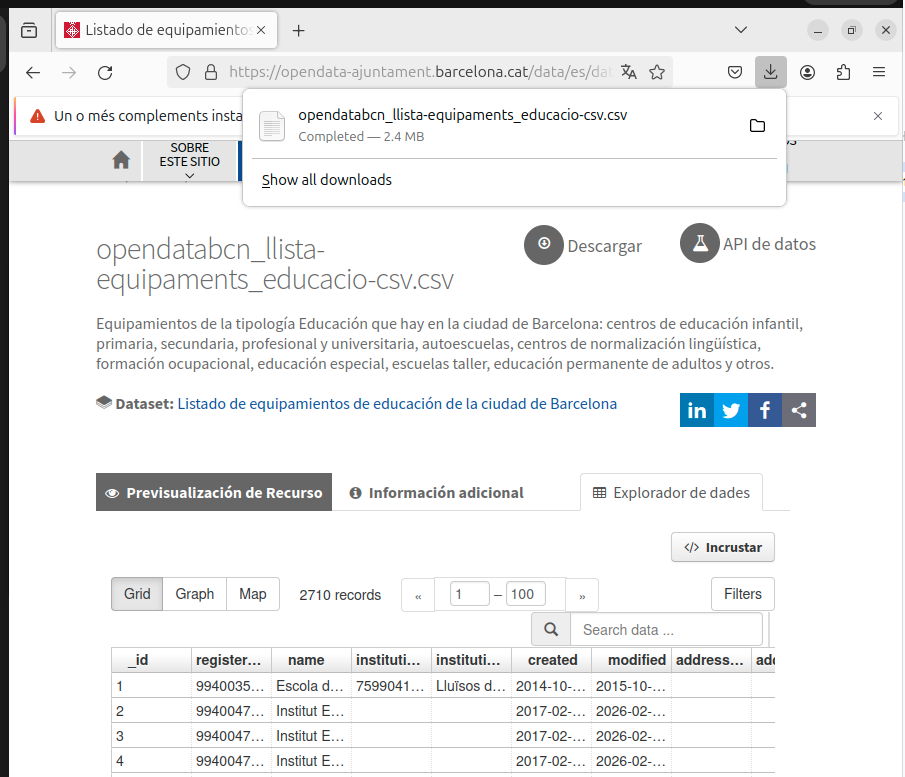 Listado de equipamientos
https://opendata-ajuntament.barcelona.cat/data/es/dat
Un o més complements insta
opendatabcn_llista-equipaments_educacio-csv.csv
Completed — 2.4 MB
Show all downloads
SOBRE
ESTE SITIO
opendatabcn_llista-
equipaments_educacio-csv.csv
Descargar
API de datos
Equipamientos de la tipología Educación que hay en la ciudad de Barcelona: centros de educación infantil,
primaria, secundaria, profesional y universitaria, autoescuelas, centros de normalización lingüística,
formación ocupacional, educación especial, escuelas taller, educación permanente de adultos y otros.
Dataset: Listado de equipamientos de educación de la ciudad de Barcelona
Previsualización de Recurso
Información adicional
Explorador de dades
</> Incrustar
Grid Graph Map 2710 records « 1 – 100 » Filters
Search data ...
_id register... name instituti... instituti... created modified address... add
1 9940035... Escola d... 7599041... Lluïsos d... 2014-10-... 2015-10-...
2 9940047... Institut E... 2017-02-... 2026-02-...
3 9940047... Institut E... 2017-02-... 2026-02-...
4 9940047... Institut E... 2017-02-... 2026-02-...